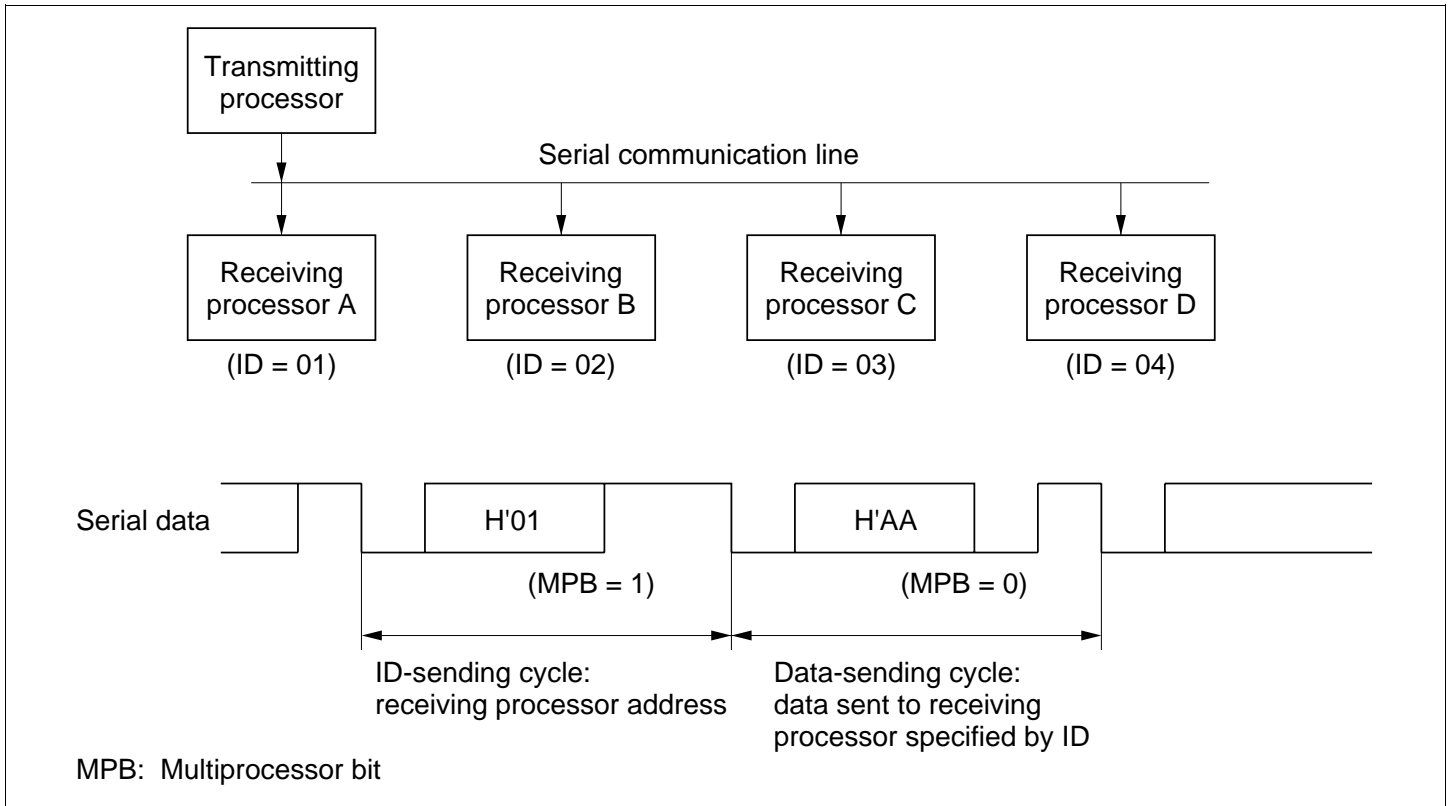 Transmitting
processor
Serial communication line
Receiving
processor A
Receiving
processor B
Receiving
processor C
Receiving
processor D
(ID = 01)
(ID = 02)
(ID = 03)
(ID = 04)
Serial data
H'01
H'AA
(MPB = 1)
(MPB = 0)
ID-sending cycle:
receiving processor address
Data-sending cycle:
data sent to receiving
processor specified by ID
MPB: Multiprocessor bit